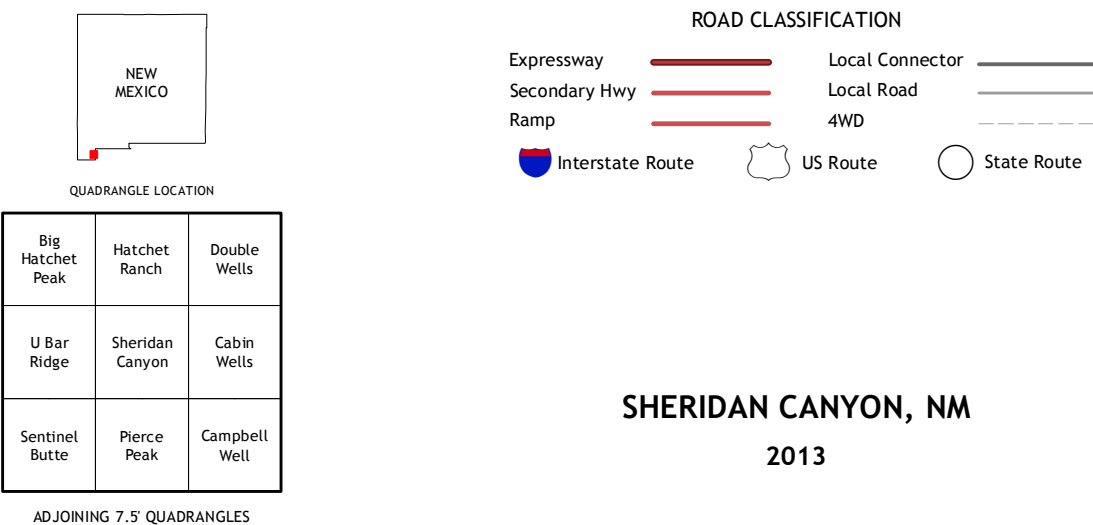 NEW
MEXICO
QUADRANGLE LOCATION
Big
Hatchet
Peak
Hatchet
Ranch
Double
Wells
U Bar
Ridge
Sheridan
Canyon
Cabin
Wells
Sentinel
Butte
Pierce
Peak
Campbell
Well
ADJOINING 7.5' QUADRANGLES
ROAD CLASSIFICATION
Expressway
Local Connector
Secondary Hwy
Local Road
Ramp
4WD
Interstate Route
US Route
State Route
SHERIDAN CANYON, NM
2013